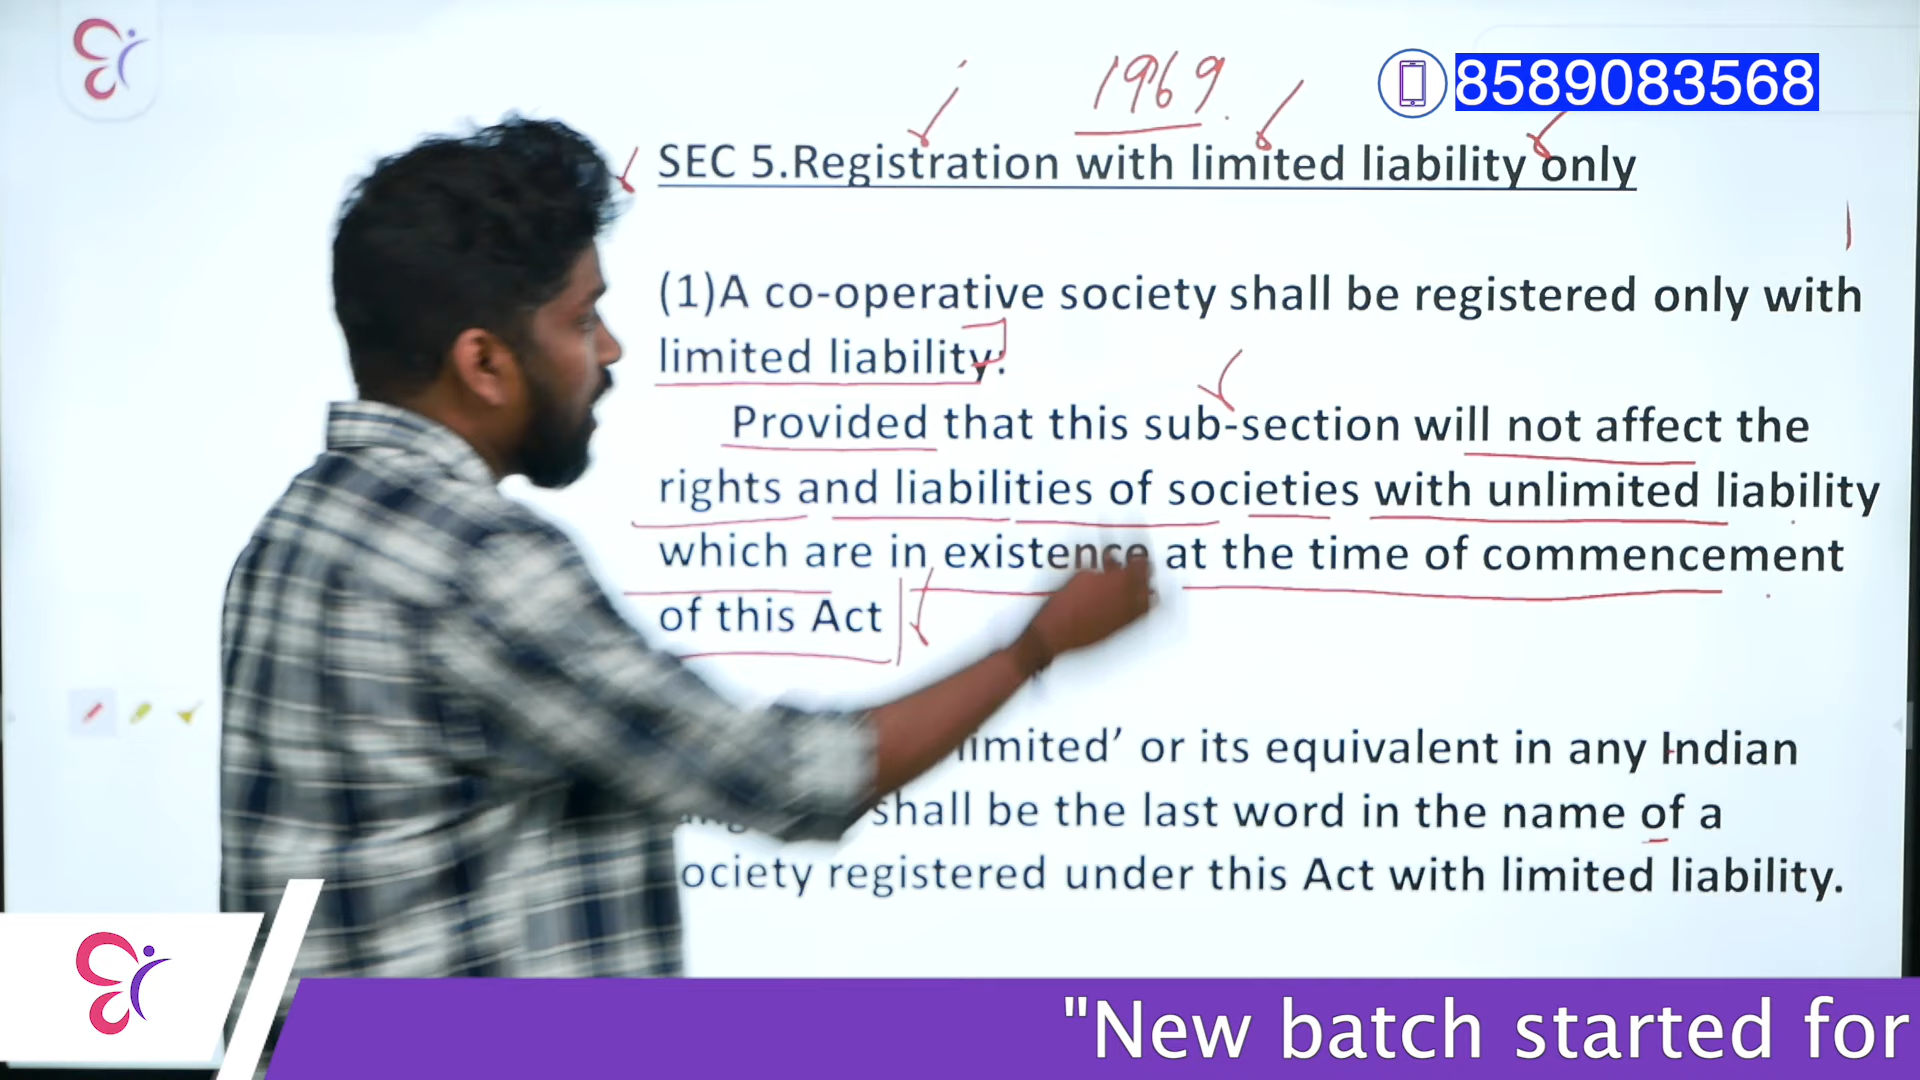 1969.
8589083568
SEC 5.Registration with limited liability only
(1)A co-operative society shall be registered only with
limited liability:
Provided that this sub-section will not affect the
rights and liabilities of societies with unlimited liability
which are in existence at the time of commencement
of this Act
limited’ or its equivalent in any Indian
shall be the last word in the name of a
ociety registered under this Act with limited liability.
"New batch started for